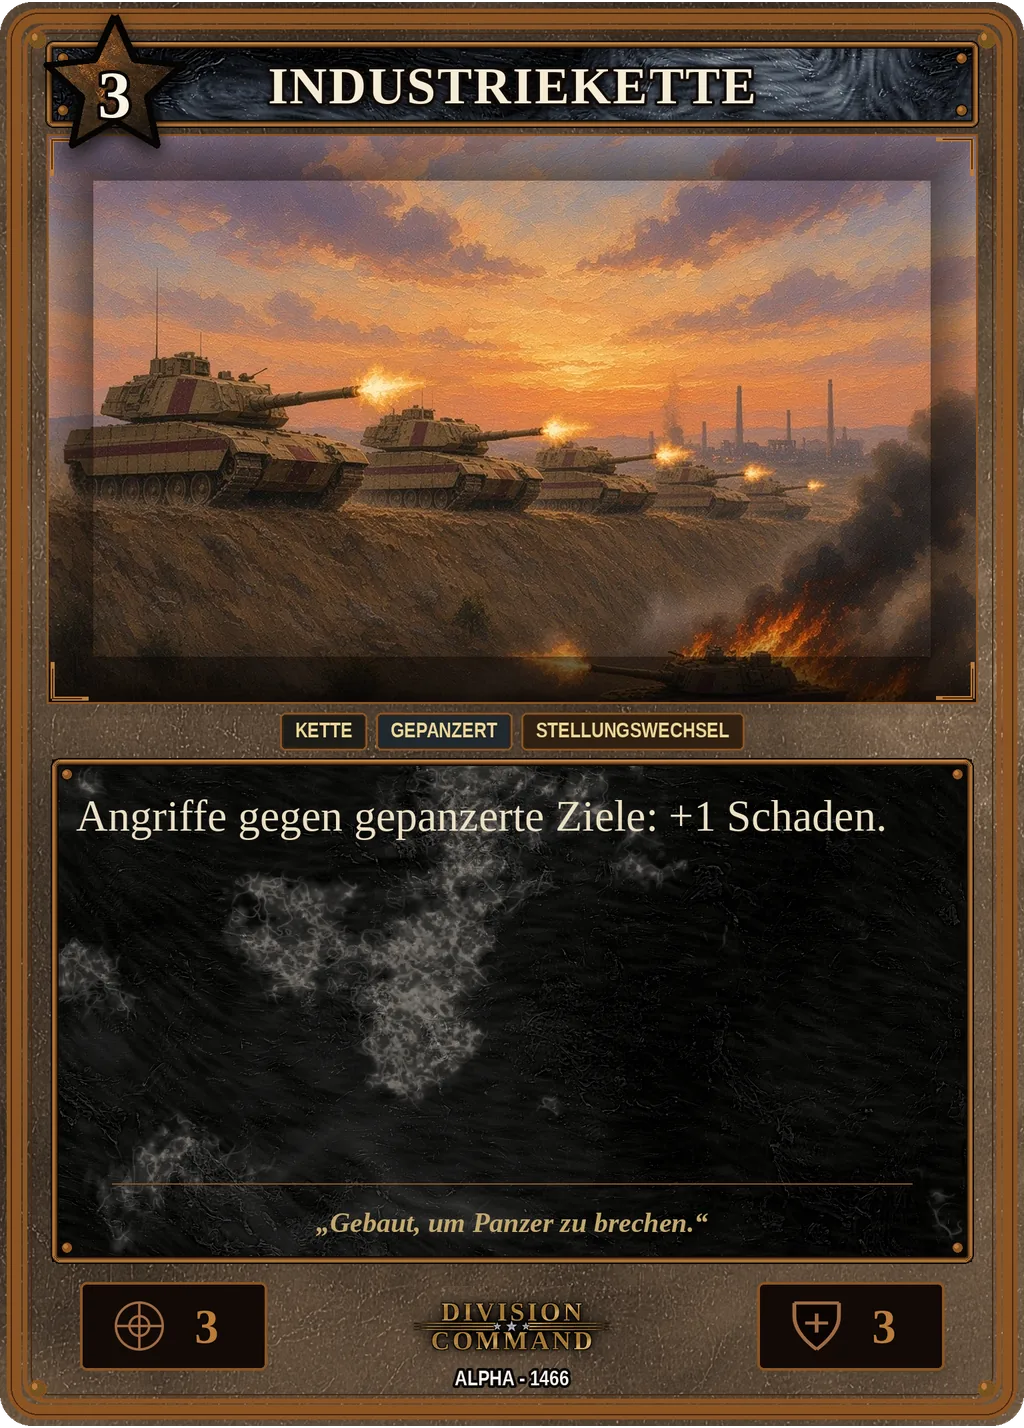 3
INDUSTRIEKETTE
KETTE GEPANZERT STELLUNGSWECHSEL
Angriffe gegen gepanzerte Ziele: +1 Schaden.
„Gebaut, um Panzer zu brechen.“
3
DIVISION
COMMAND
3
ALPHA - 1466